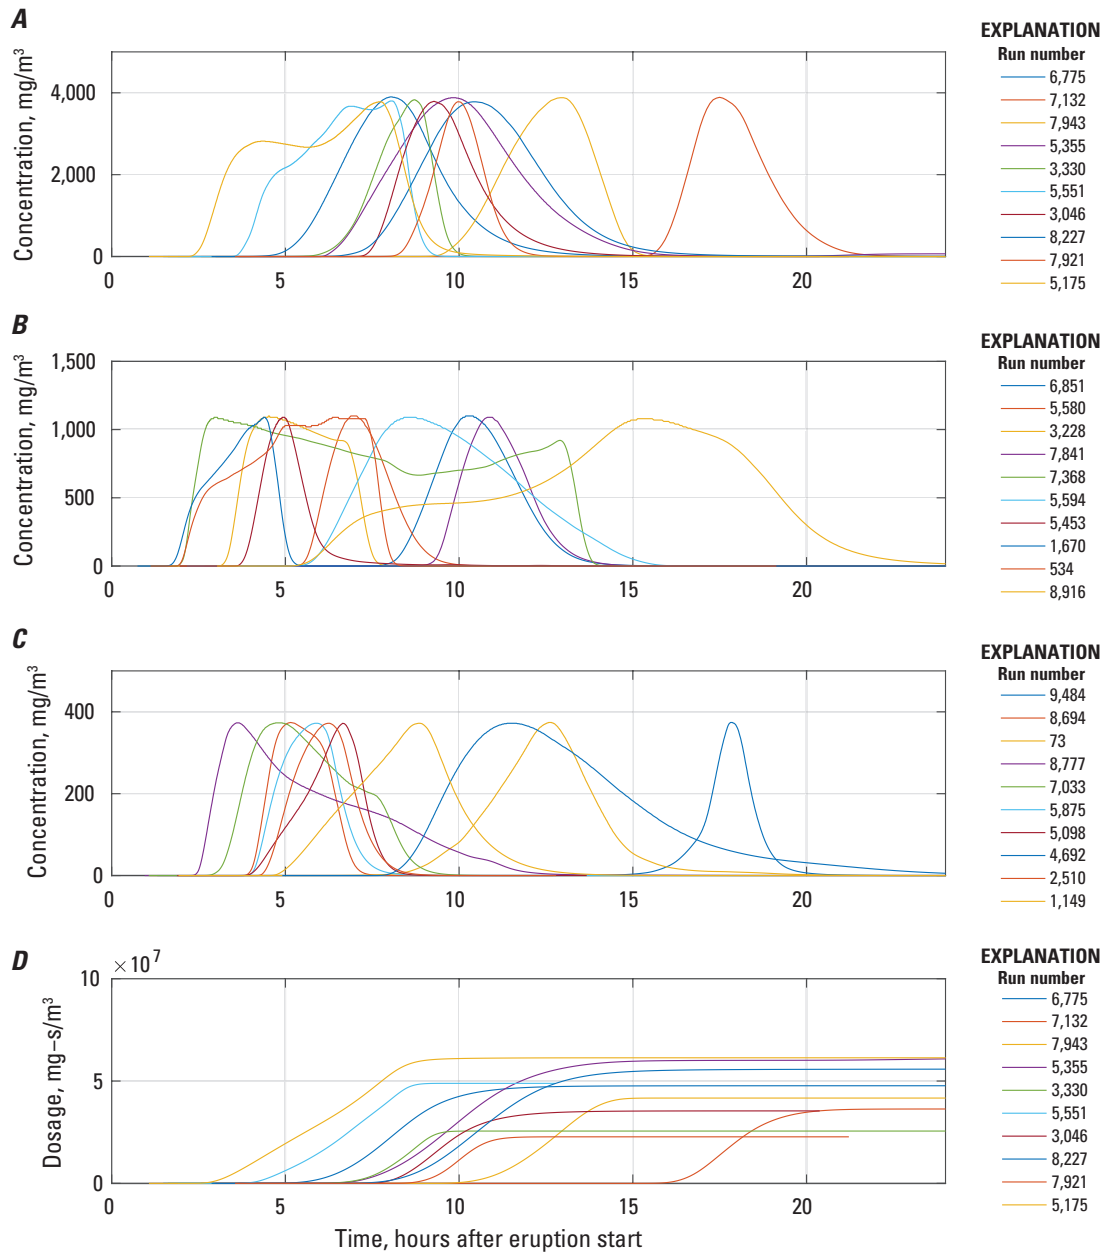 A
Concentration, mg/m³
4,000
2,000
0
0 5 10 15 20
EXPLANATION
Run number
6,775
7,132
7,943
5,355
3,330
5,551
3,046
8,227
7,921
5,175
B
Concentration, mg/m³
1,500
1,000
500
0
0 5 10 15 20
EXPLANATION
Run number
6,851
5,580
3,228
7,841
7,368
5,594
5,453
1,670
534
8,916
C
Concentration, mg/m³
400
200
0
0 5 10 15 20
EXPLANATION
Run number
9,484
8,694
73
8,777
7,033
5,875
5,098
4,692
2,510
1,149
D
×10⁷
Dosage, mg–s/m³
10
5
0
0 5 10 15 20
Time, hours after eruption start
EXPLANATION
Run number
6,775
7,132
7,943
5,355
3,330
5,551
3,046
8,227
7,921
5,175